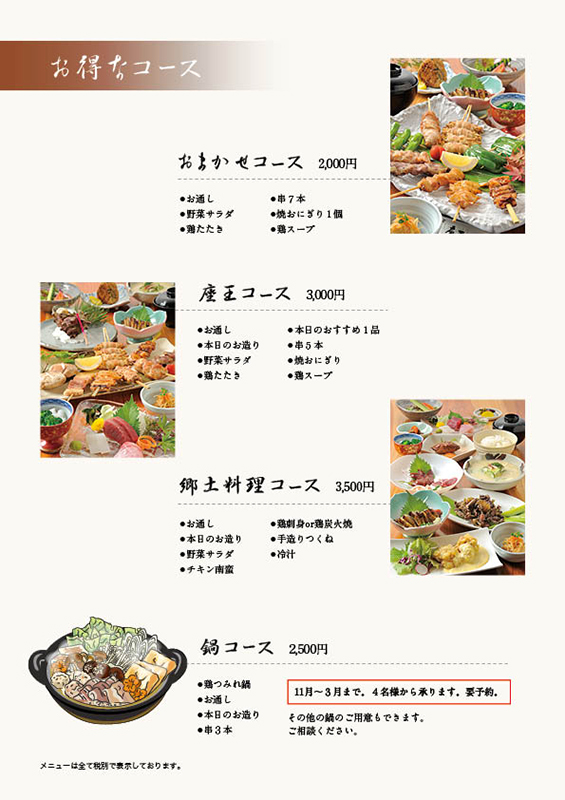 お得なコース
おまかせコース 2,000円
●お通し
●野菜サラダ
●鶏たたき
●串７本
●焼おにぎり１個
●鶏スープ
座王コース 3,000円
●お通し
●本日のお造り
●野菜サラダ
●鶏たたき
●本日のおすすめ１品
●串５本
●焼おにぎり
●鶏スープ
郷土料理コース 3,500円
●お通し
●本日のお造り
●野菜サラダ
●チキン南蛮
●鶏刺身or鶏炭火焼
●手造りつくね
●冷汁
鍋コース 2,500円
●鶏つみれ鍋
●お通し
●本日のお造り
●串３本
11月〜３月まで。４名様から承ります。要予約。
その他の鍋のご用意もできます。
ご相談ください。
メニューは全て税別で表示しております。